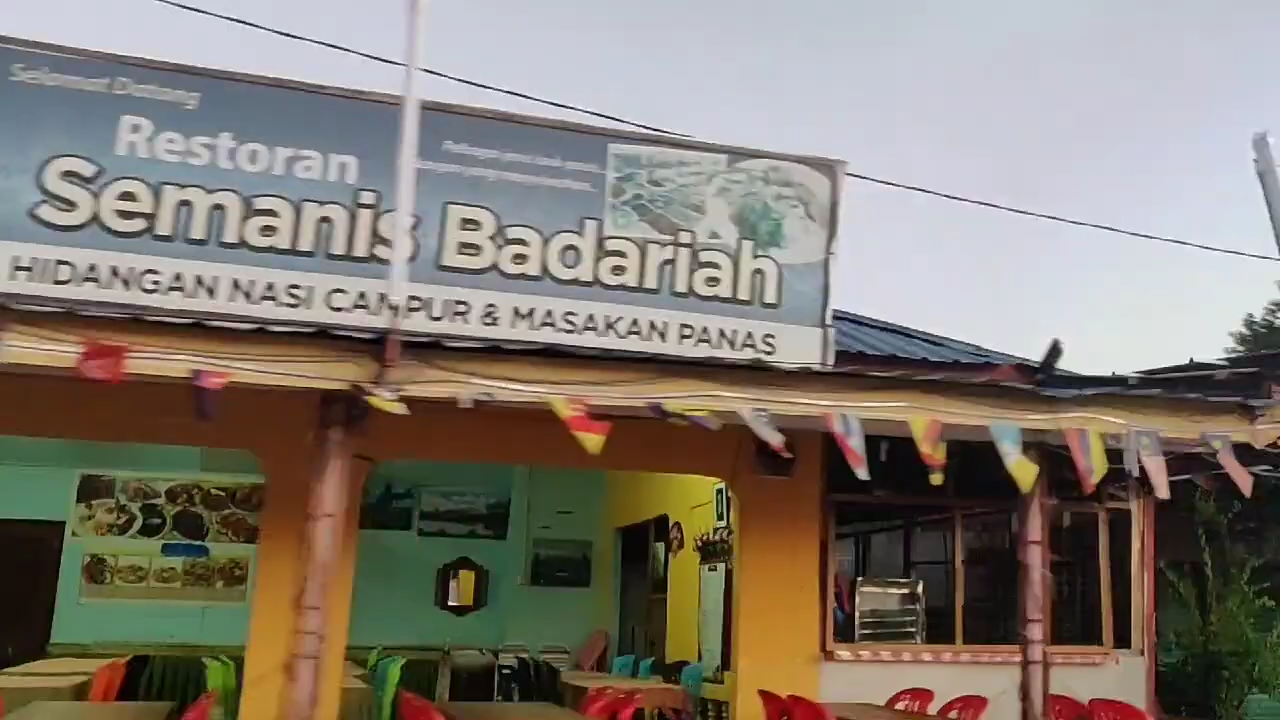 Selamat Datang
Restoran
Semanis Badariah
HIDANGAN NASI CAMPUR & MASAKAN PANAS